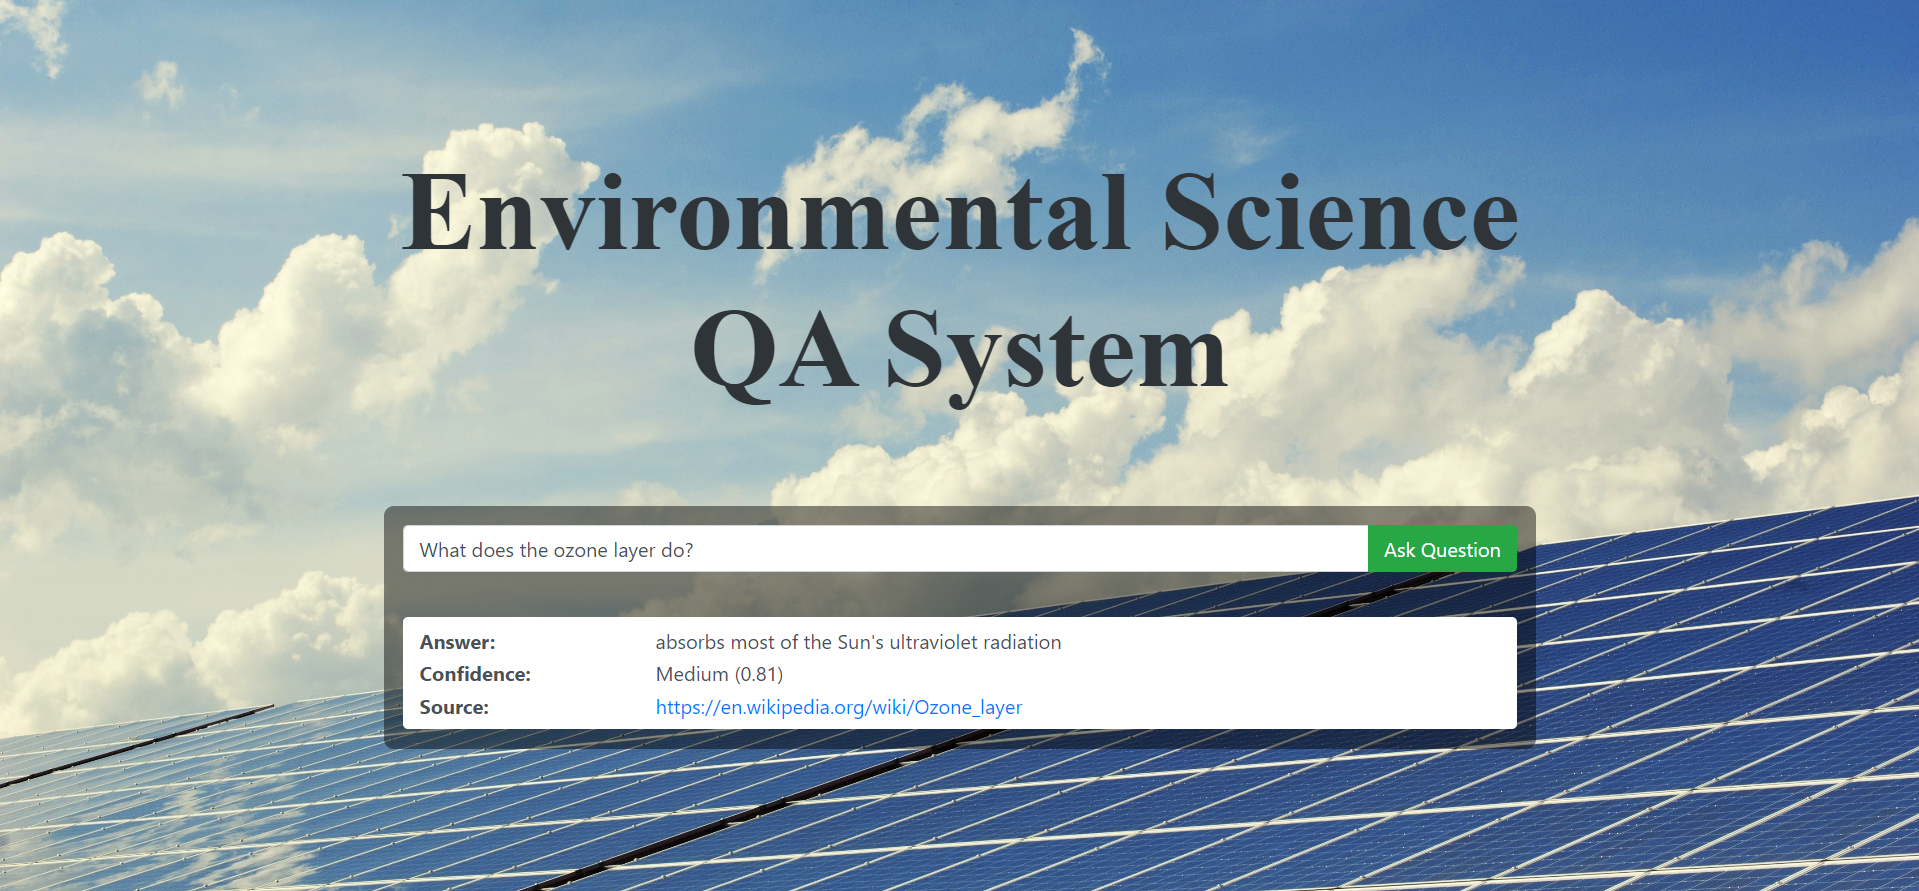 Environmental Science
QA System
What does the ozone layer do?
Ask Question
Answer: absorbs most of the Sun's ultraviolet radiation
Confidence: Medium (0.81)
Source: https://en.wikipedia.org/wiki/Ozone_layer